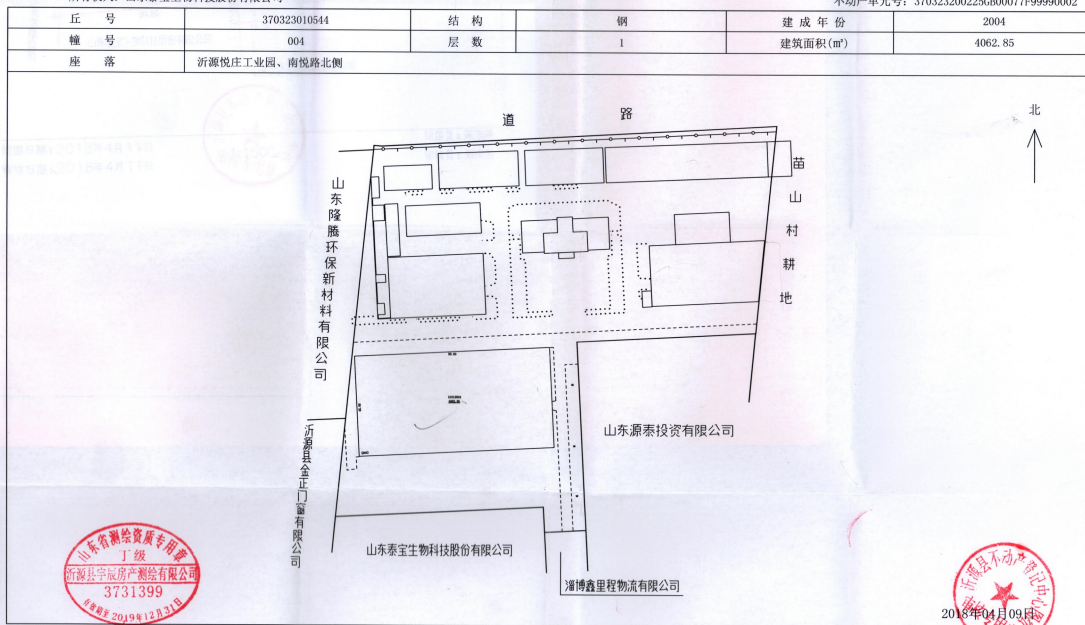 不动产单元号：370323200225GB00077F99990002
丘 号 370323010544 结 构 钢 建 成 年 份 2004
幢 号 004 层 数 1 建筑面积(㎡) 4062.85
座 落 沂源悦庄工业园、南悦路北侧
道 路
北
苗山村耕地
山东隆腾环保新材料有限公司
山东源泰投资有限公司
沂源县金正门窗有限公司
山东泰宝生物科技股份有限公司
淄博鑫里程物流有限公司
山东省测绘资质专用章
丁级
沂源县宇辰房产测绘有限公司
3731399
有效期至2019年12月31日
沂源县不动产登记中心
2018年04月09日